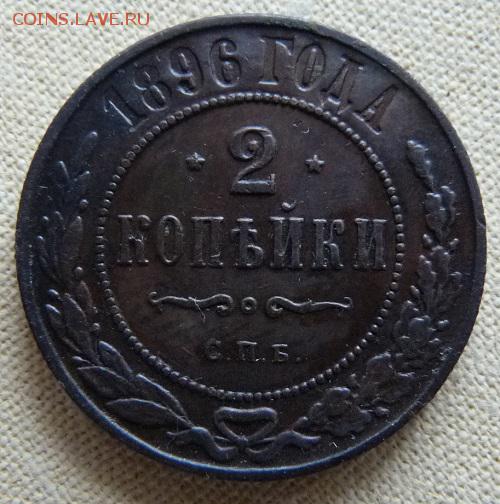 COINS.LAVE.RU
1896 ГОДА
2
КОПѢЙКИ
С.П.Б.